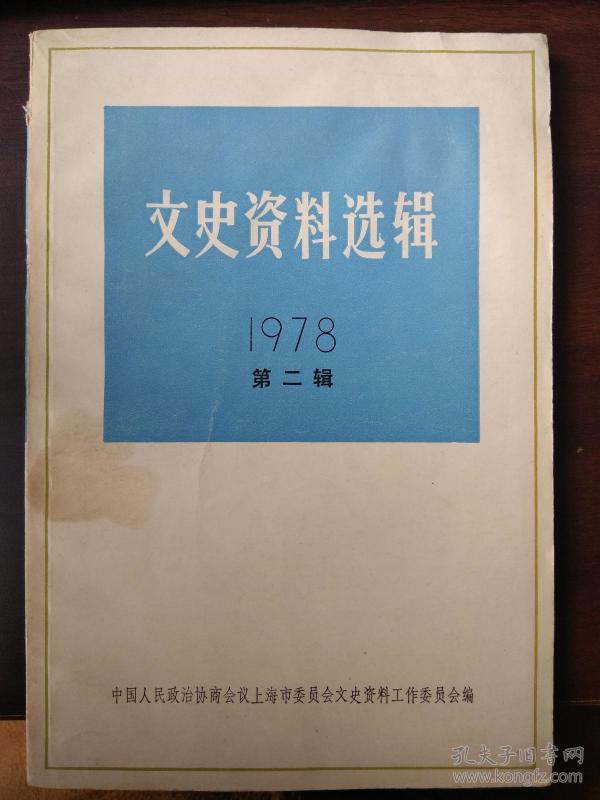 文史资料选辑
1978
第二辑
中国人民政治协商会议上海市委员会文史资料工作委员会编
孔夫子旧书网
www.kongfz.com